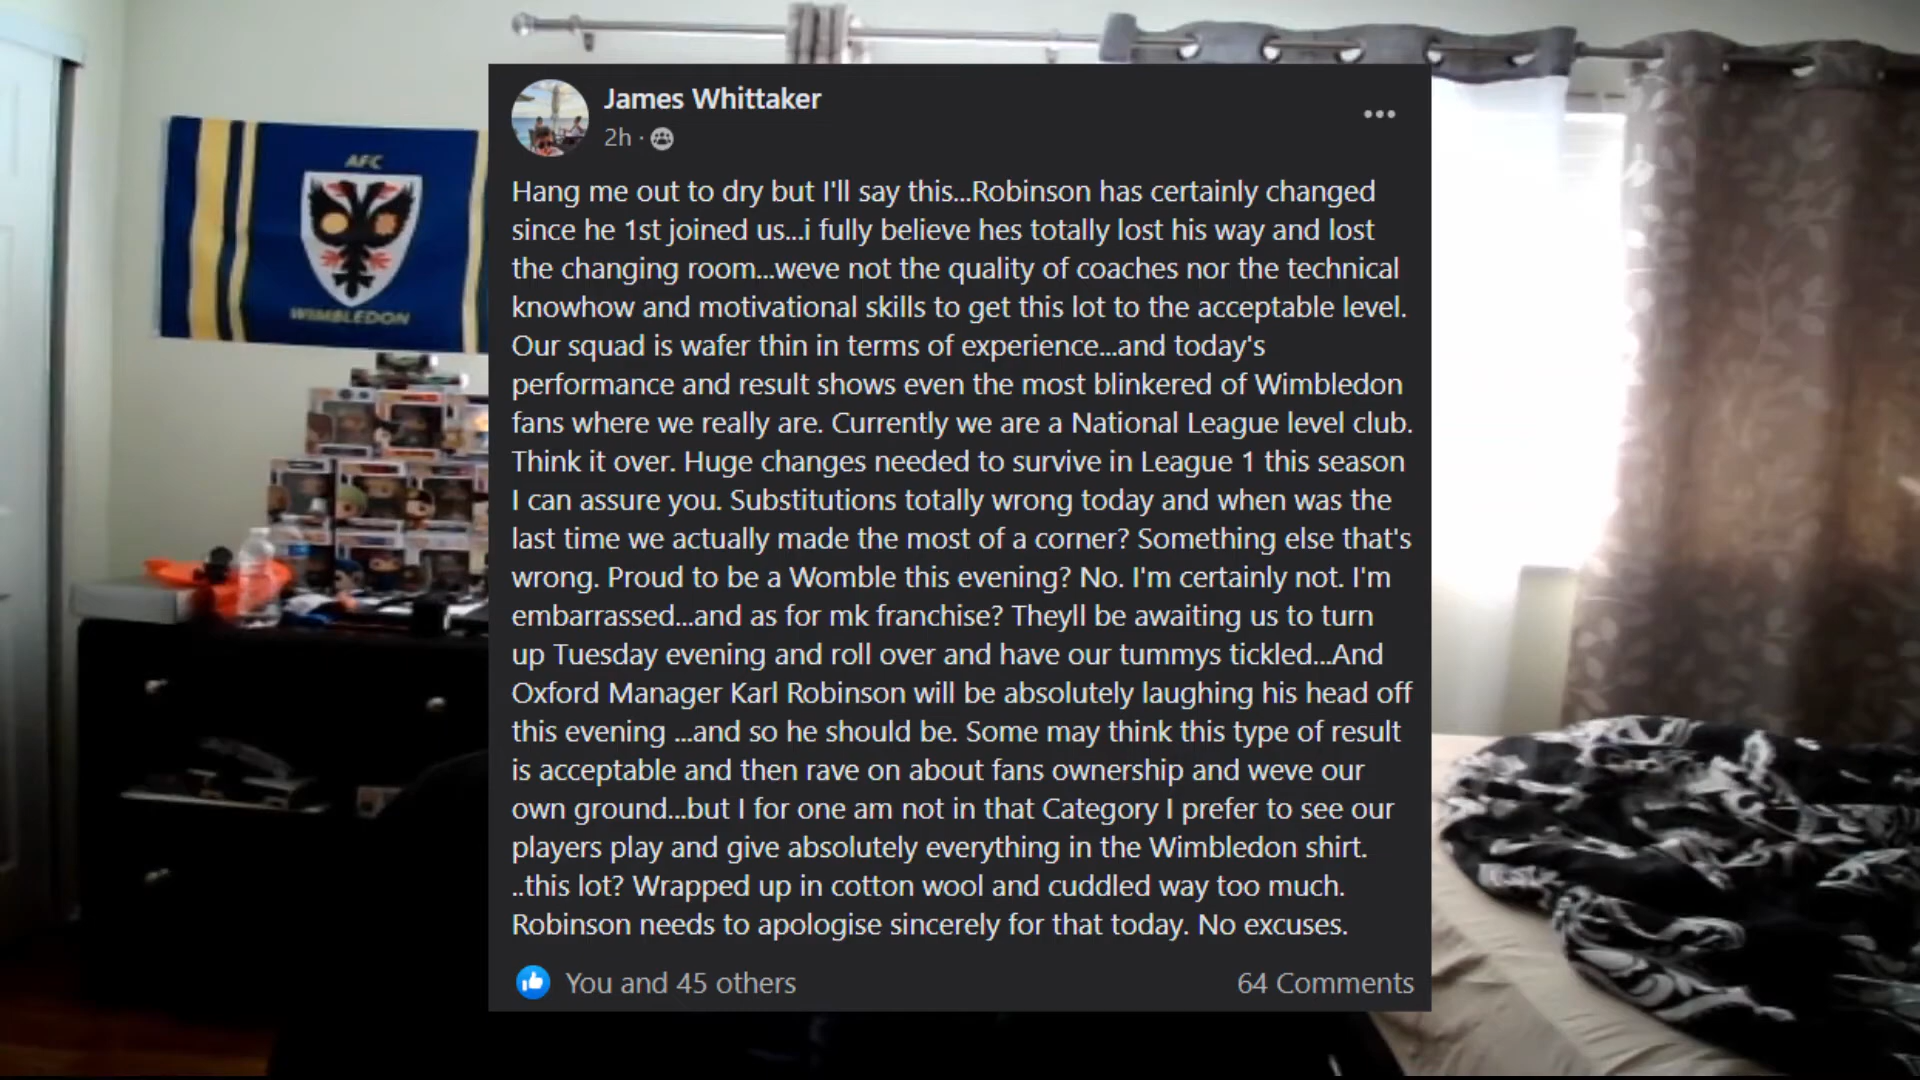 AFC
WIMBLEDON
James Whittaker
2h ·
Hang me out to dry but I'll say this...Robinson has certainly changed
since he 1st joined us...i fully believe hes totally lost his way and lost
the changing room...weve not the quality of coaches nor the technical
knowhow and motivational skills to get this lot to the acceptable level.
Our squad is wafer thin in terms of experience...and today's
performance and result shows even the most blinkered of Wimbledon
fans where we really are. Currently we are a National League level club.
Think it over. Huge changes needed to survive in League 1 this season
I can assure you. Substitutions totally wrong today and when was the
last time we actually made the most of a corner? Something else that's
wrong. Proud to be a Womble this evening? No. I'm certainly not. I'm
embarrassed...and as for mk franchise? Theyll be awaiting us to turn
up Tuesday evening and roll over and have our tummys tickled...And
Oxford Manager Karl Robinson will be absolutely laughing his head off
this evening ...and so he should be. Some may think this type of result
is acceptable and then rave on about fans ownership and weve our
own ground...but I for one am not in that Category I prefer to see our
players play and give absolutely everything in the Wimbledon shirt.
..this lot? Wrapped up in cotton wool and cuddled way too much.
Robinson needs to apologise sincerely for that today. No excuses.
You and 45 others
64 Comments